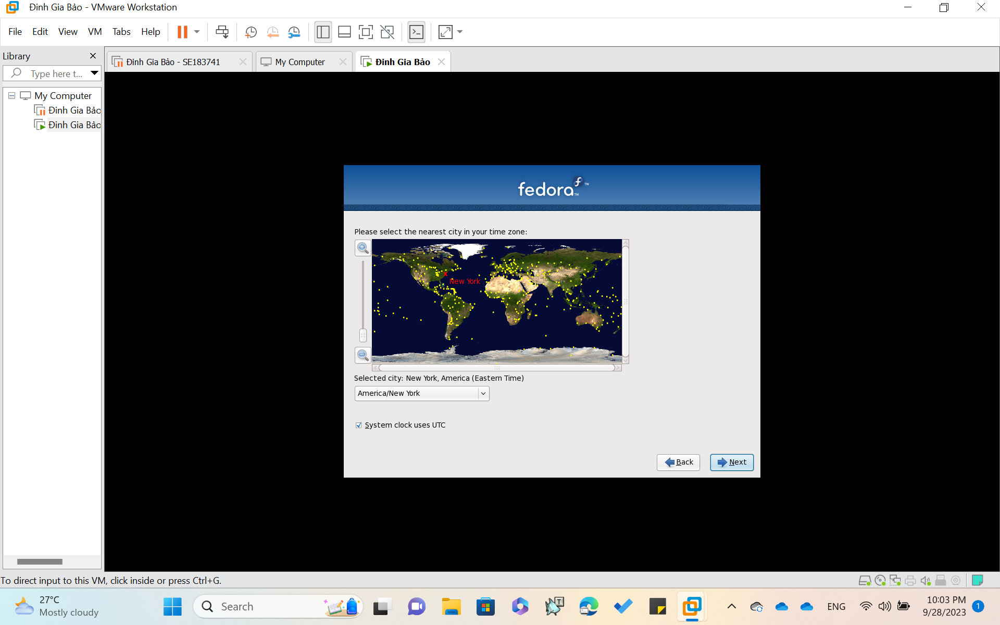 Đinh Gia Bảo - VMware Workstation
File Edit View VM Tabs Help
Library
Type here t...
Đinh Gia Bảo - SE183741
My Computer
Đinh Gia Bảo
My Computer
Đinh Gia Bảo
Đinh Gia Bảo
fedora™
Please select the nearest city in your time zone:
New York
Selected city: New York, America (Eastern Time)
America/New York
System clock uses UTC
Back
Next
To direct input to this VM, click inside or press Ctrl+G.
27°C
Mostly cloudy
Search
T
ENG
10:03 PM
9/28/2023
1